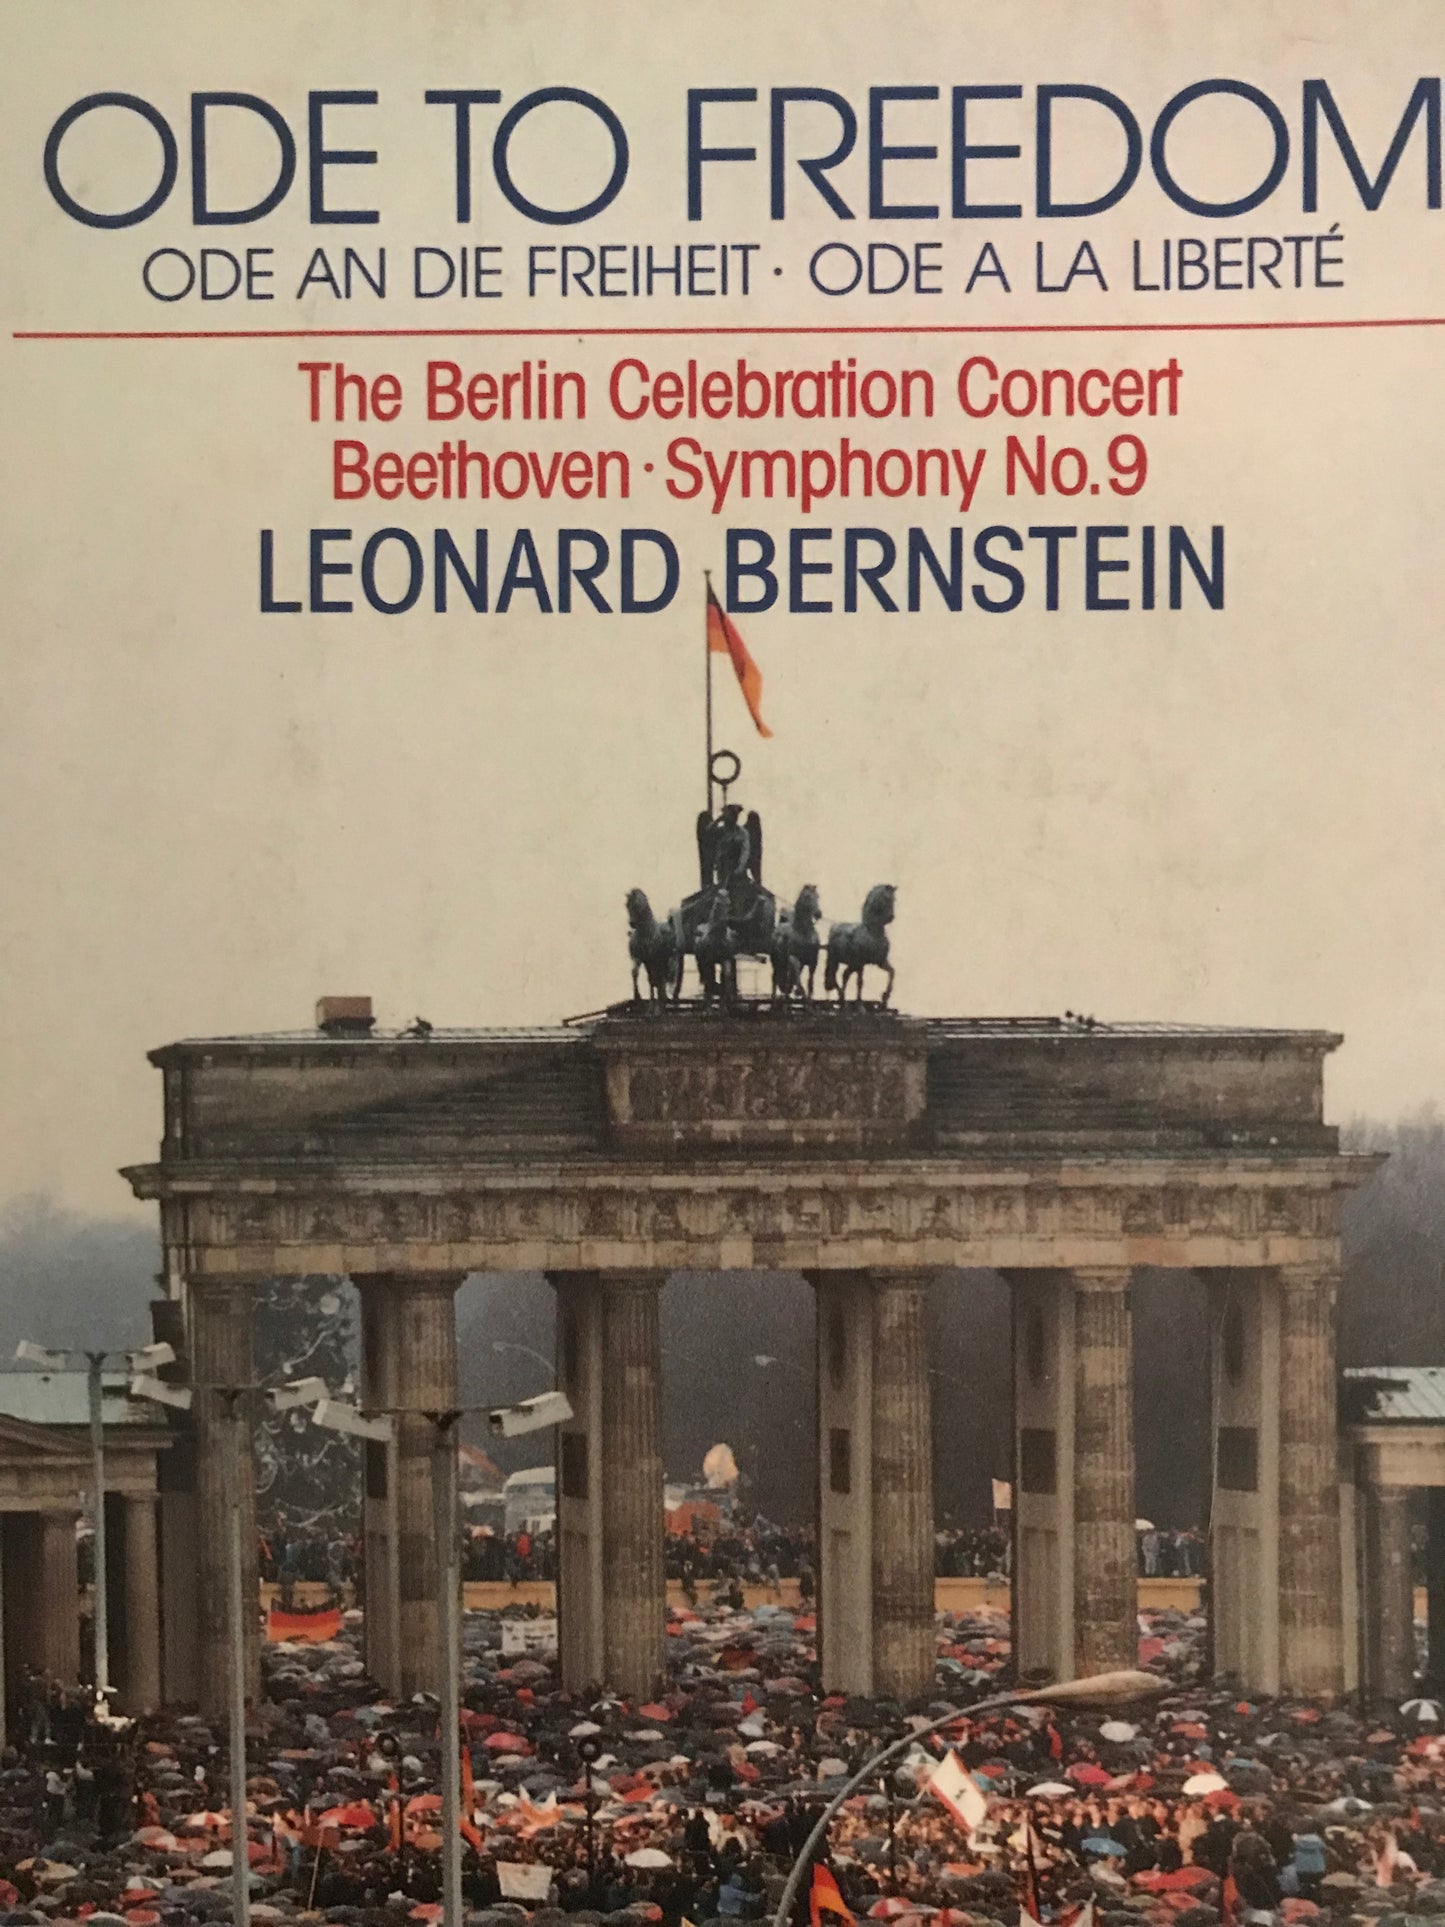 ODE TO FREEDOM
ODE AN DIE FREIHEIT · ODE A LA LIBERTÉ
The Berlin Celebration Concert
Beethoven · Symphony No. 9
LEONARD BERNSTEIN